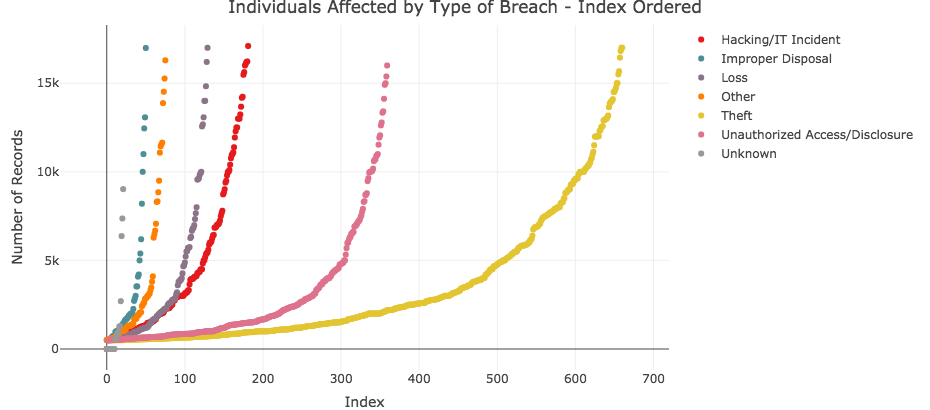 Individuals Affected by Type of Breach - Index Ordered
Hacking/IT Incident
Improper Disposal
Loss
Other
Theft
Unauthorized Access/Disclosure
Unknown
Number of Records
15k
10k
5k
0
0 100 200 300 400 500 600 700
Index